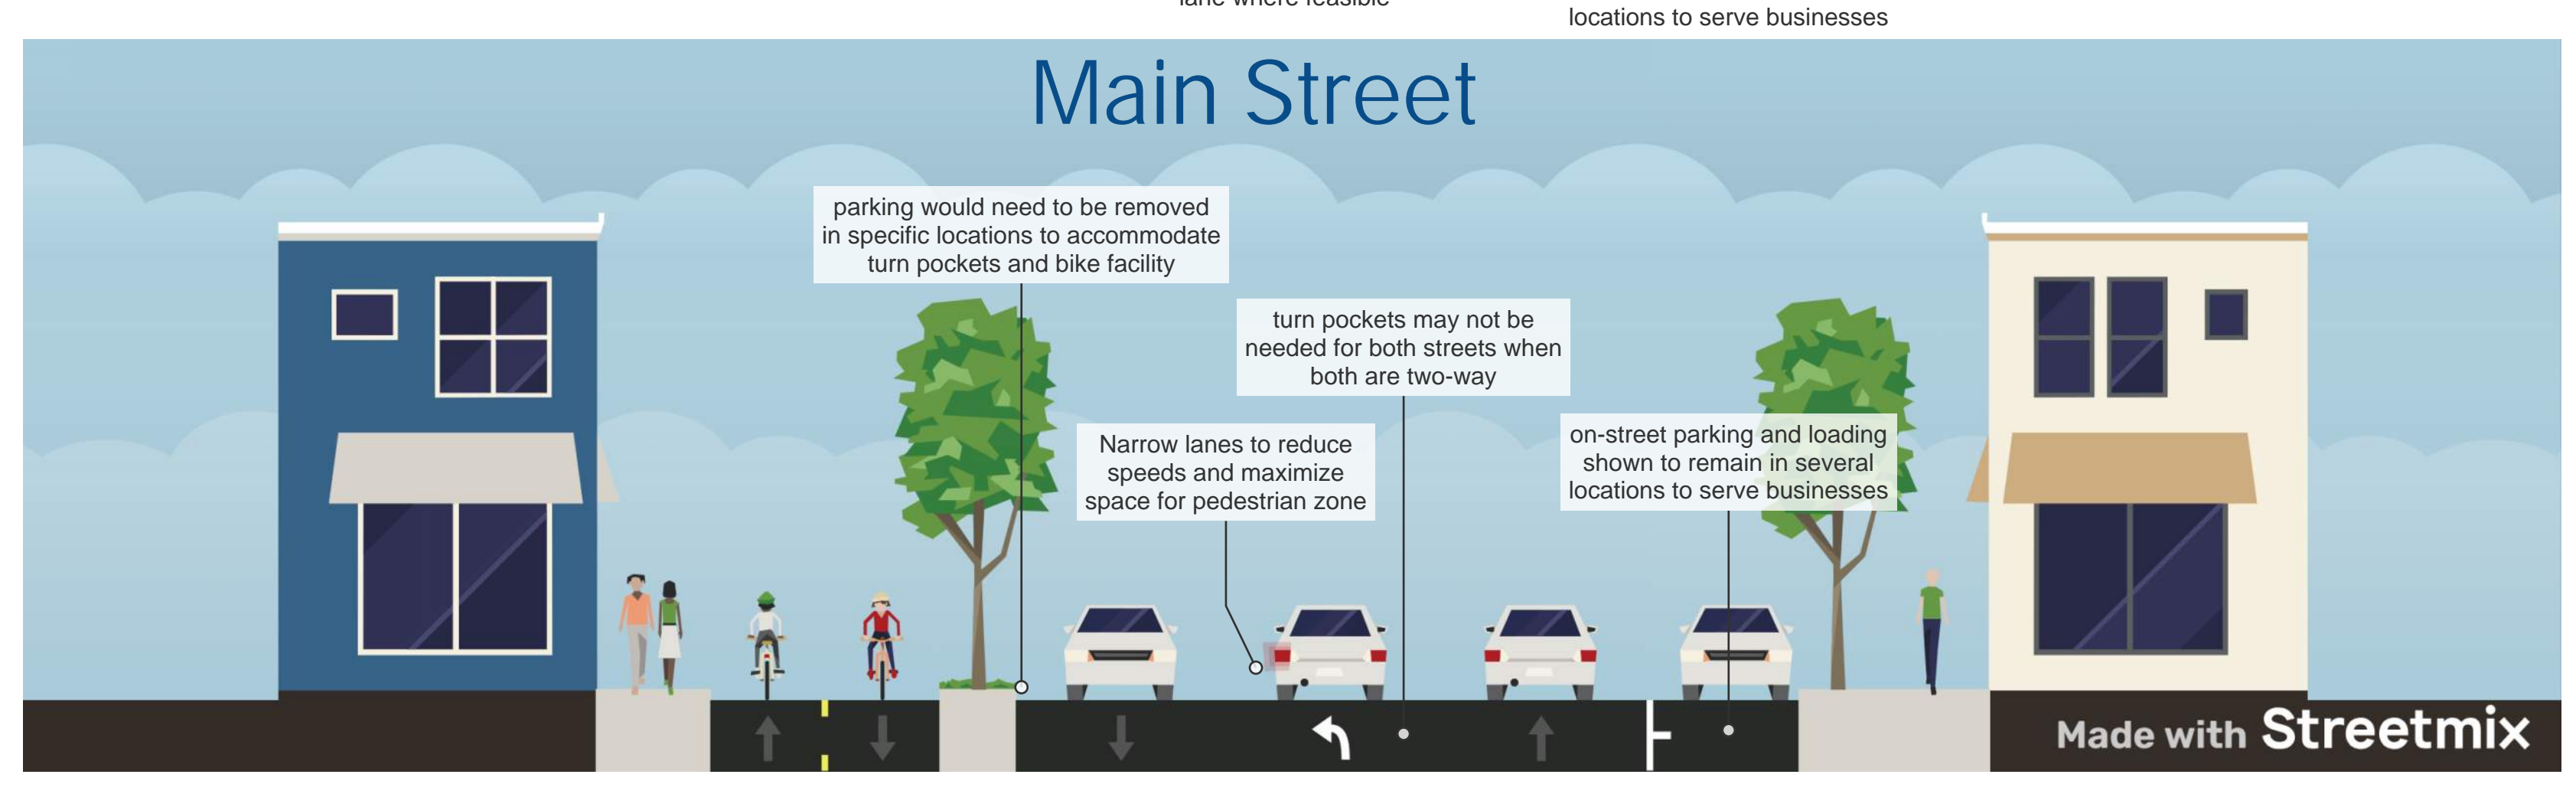 lane where feasible
locations to serve businesses
Main Street
parking would need to be removed
in specific locations to accommodate
turn pockets and bike facility
turn pockets may not be
needed for both streets when
both are two-way
Narrow lanes to reduce
speeds and maximize
space for pedestrian zone
on-street parking and loading
shown to remain in several
locations to serve businesses
Made with Streetmix